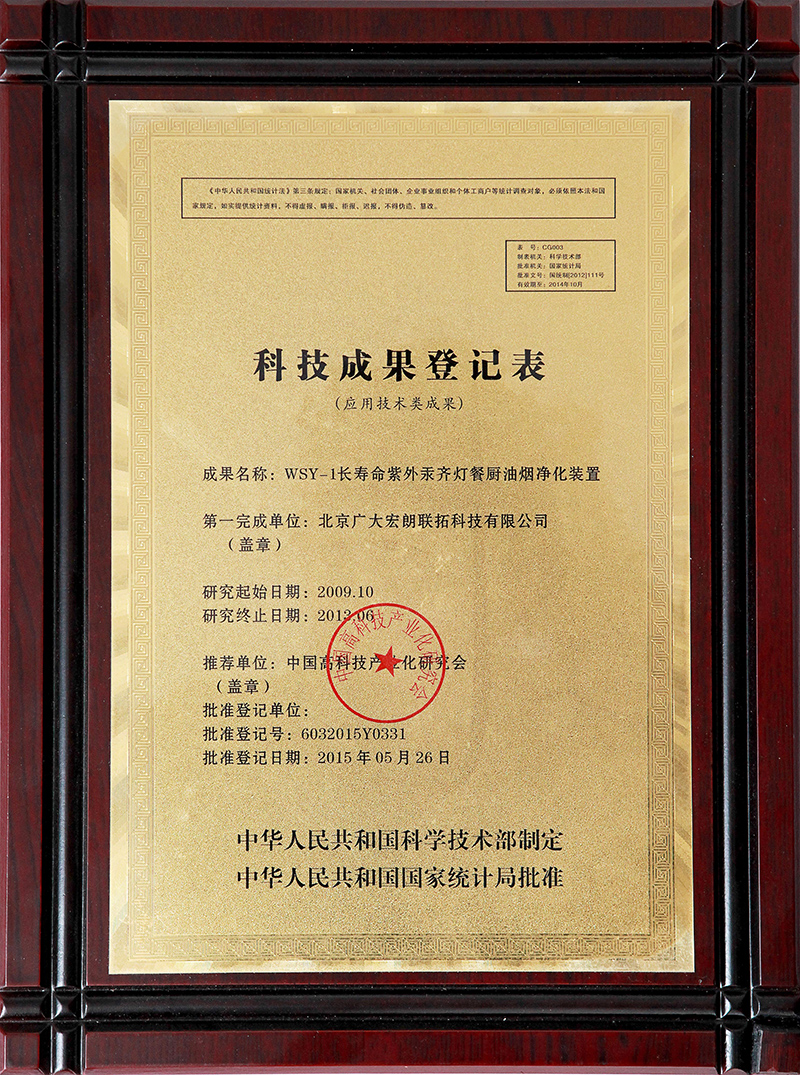 《中华人民共和国统计法》第三条规定：国家机关、社会团体、企业事业组织和个体工商户等统计调查对象，必须依照本法和国
家规定，如实提供统计资料，不得虚报、瞒报、拒报、迟报，不得伪造、篡改。
表　号：CG003
制表机关：科学技术部
批准机关：国家统计局
批准文号：国统制[2012]111号
有效期至：2014年10月
科技成果登记表
（应用技术类成果）
成果名称：WSY-1长寿命紫外汞齐灯餐厨油烟净化装置
第一完成单位：北京广大宏朗联拓科技有限公司
（盖章）
研究起始日期：2009.10
研究终止日期：2013.06
中国高科技产业化研究会
推荐单位：中国高科技产业化研究会
（盖章）
批准登记单位：
批准登记号：6032015Y0331
批准登记日期：2015年05月26日
中华人民共和国科学技术部制定
中华人民共和国国家统计局批准